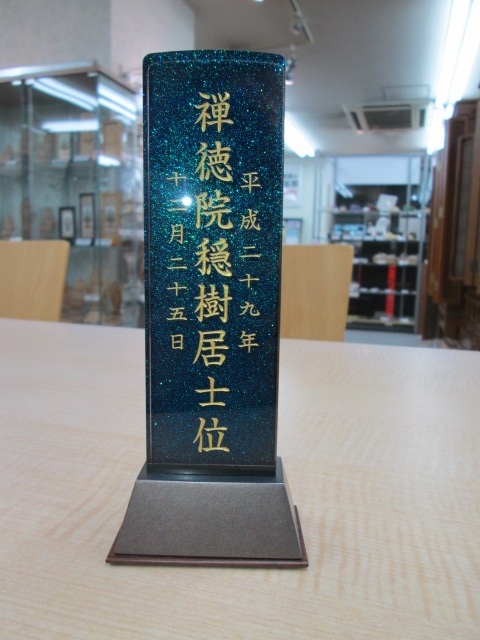 平成二十九年
禅徳院穏樹居士位
十二月二十五日